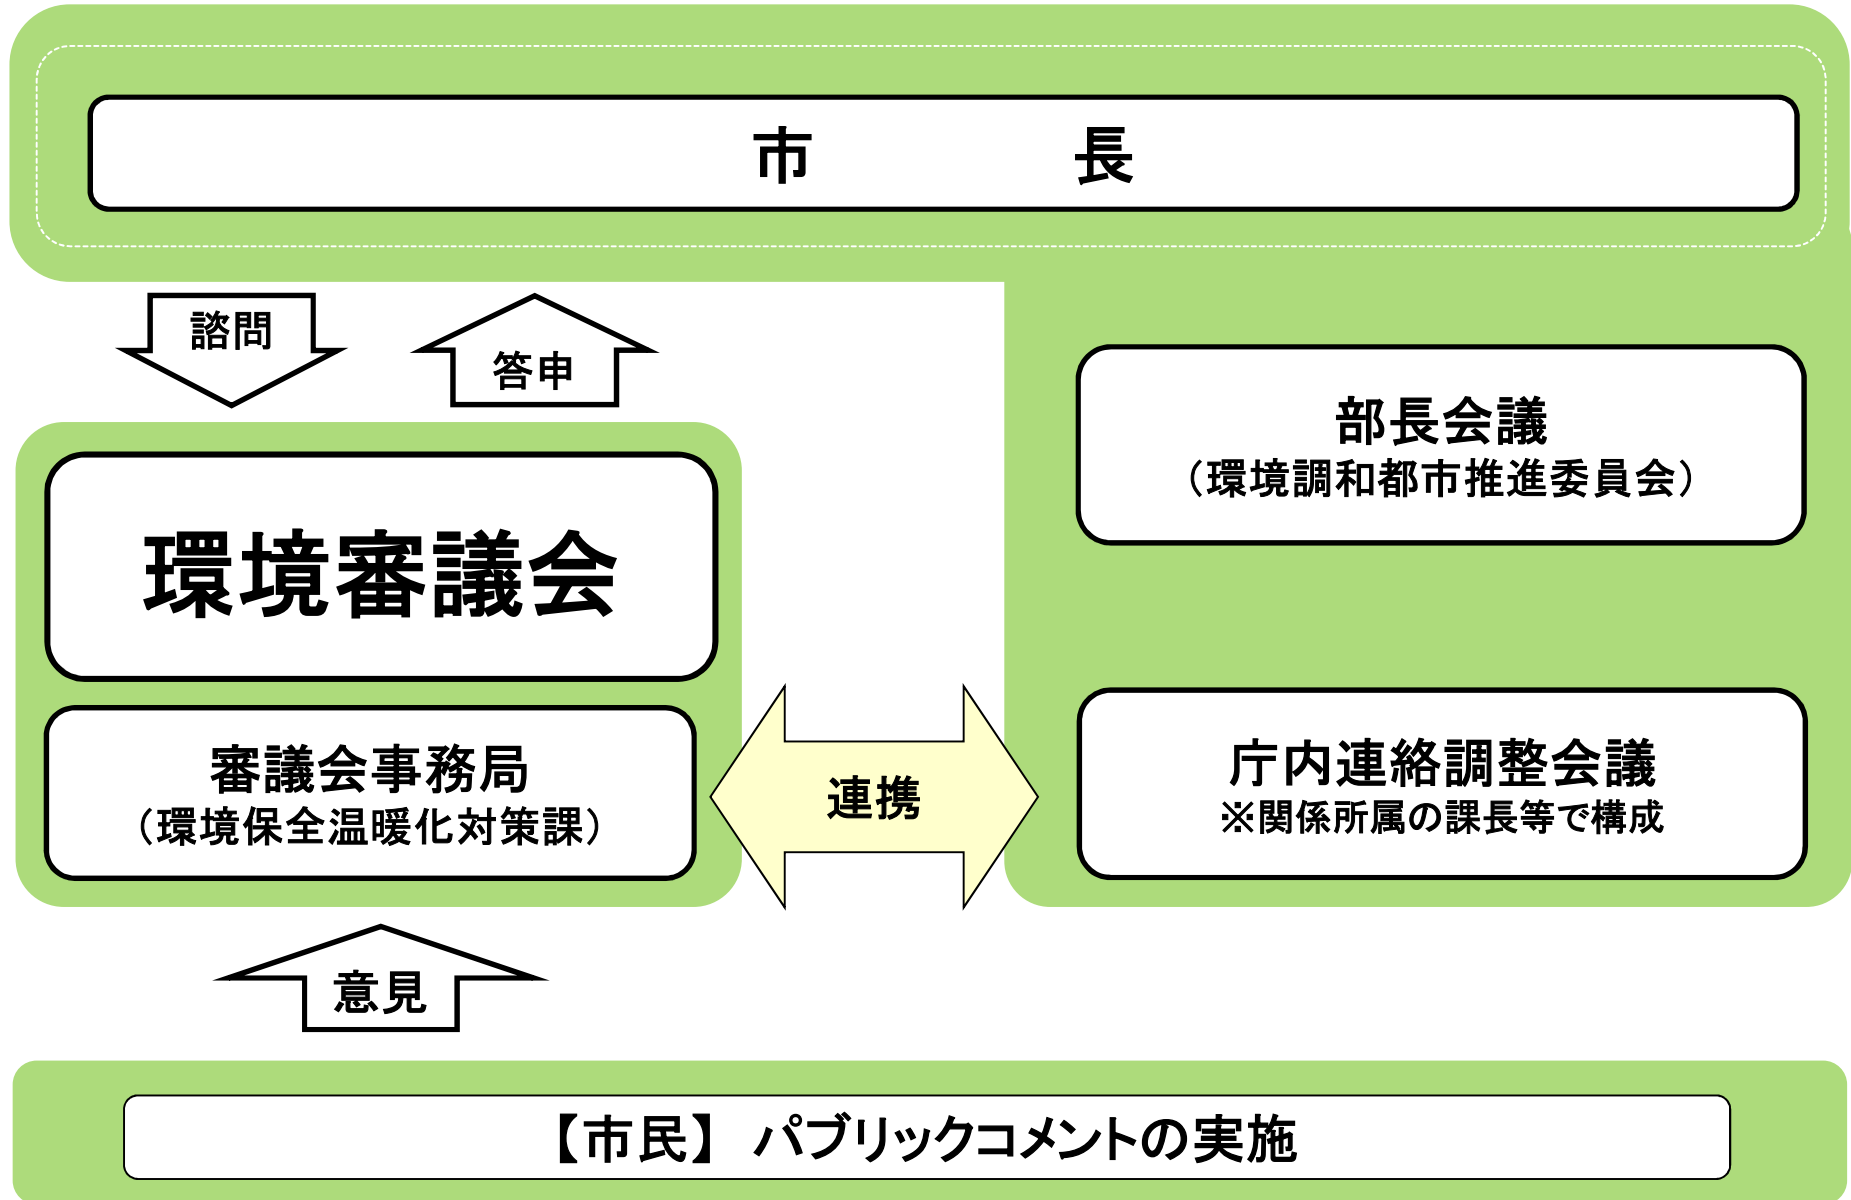 市　長
諮問
答申
部長会議
（環境調和都市推進委員会）
環境審議会
審議会事務局
（環境保全温暖化対策課）
連携
庁内連絡調整会議
※関係所属の課長等で構成
意見
【市民】 パブリックコメントの実施